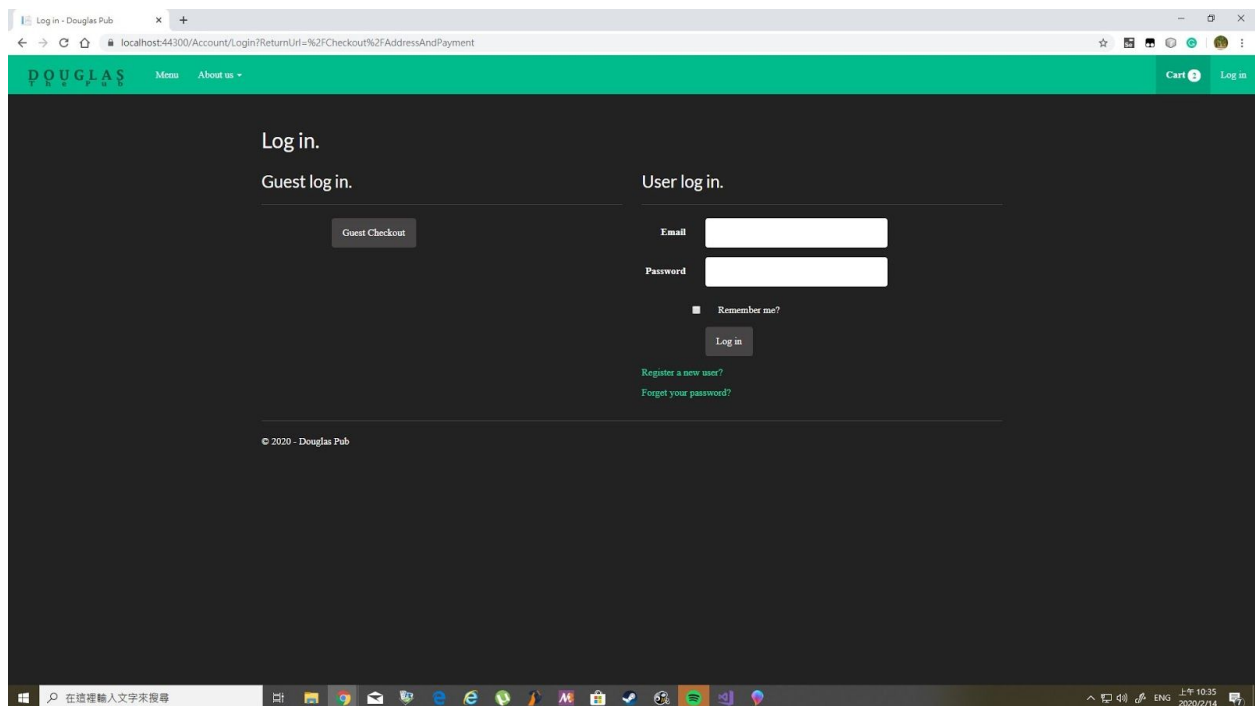 Log in - Douglas Pub
localhost:44300/Account/Login?ReturnUrl=%2FCheckout%2FAddressAndPayment
DOUGLAS
The Pub
Menu
About us
Cart 2
Log in
Log in.
Guest log in.
User log in.
Guest Checkout
Email
Password
Remember me?
Log in
Register a new user?
Forget your password?
© 2020 - Douglas Pub
在這裡輸入文字來搜尋
ENG
上午 10:35
2020/2/14